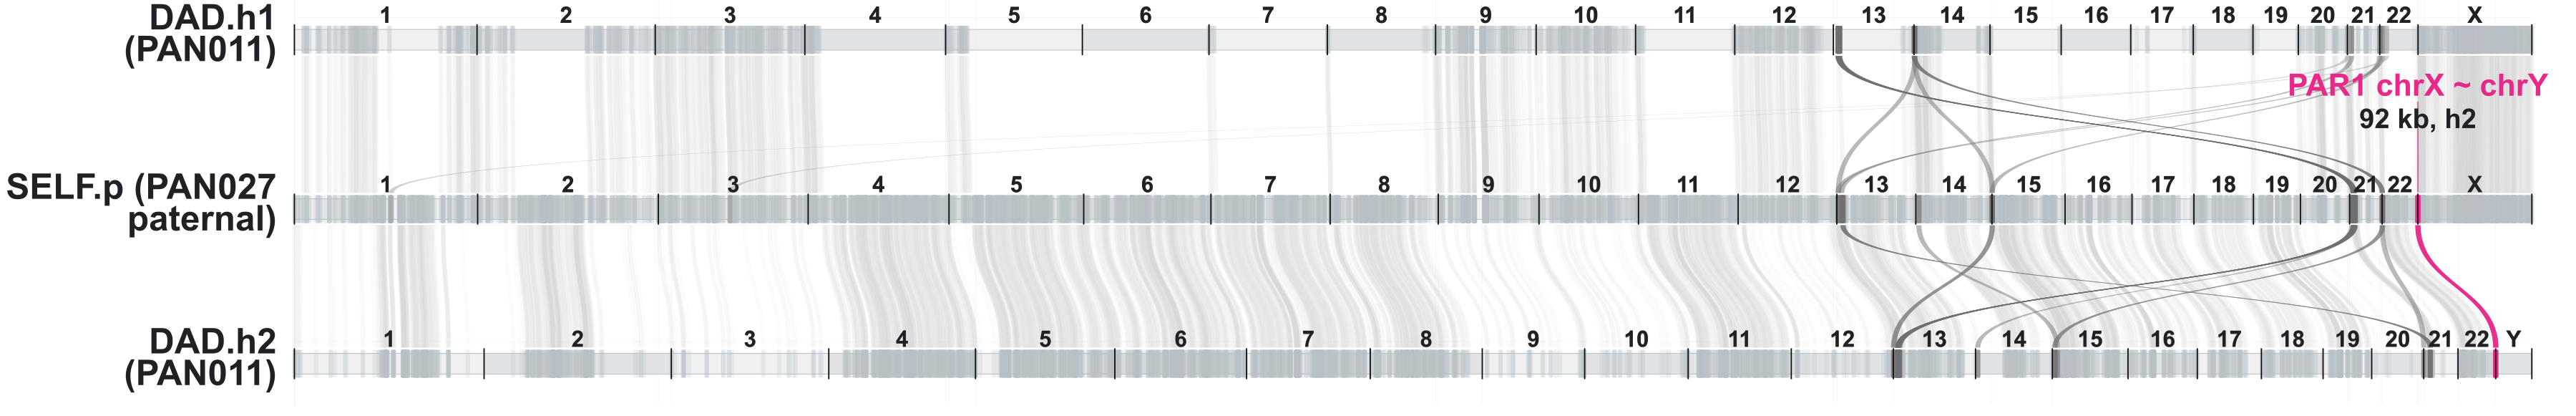 DAD.h1 1 2 3 4 5 6 7 8 9 10 11 12 13 14 15 16 17 18 19 20 21 22 X
(PAN011)
PAR1 chrX ~ chrY
92 kb, h2
SELF.p (PAN027 1 2 3 4 5 6 7 8 9 10 11 12 13 14 15 16 17 18 19 20 21 22 X
paternal)
DAD.h2 1 2 3 4 5 6 7 8 9 10 11 12 13 14 15 16 17 18 19 20 21 22 Y
(PAN011)